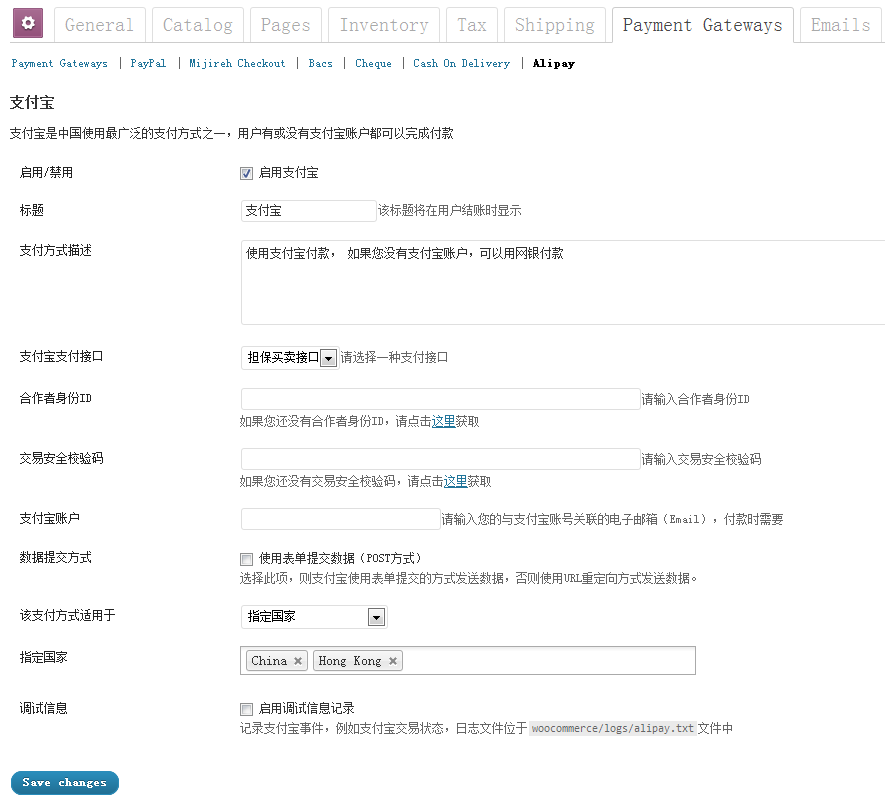 General Catalog Pages Inventory Tax Shipping Payment Gateways Emails
Payment Gateways | PayPal | Mijireh Checkout | Bacs | Cheque | Cash On Delivery | Alipay
支付宝
支付宝是中国使用最广泛的支付方式之一，用户有或没有支付宝账户都可以完成付款
启用/禁用 启用支付宝
标题 支付宝 该标题将在用户结账时显示
支付方式描述 使用支付宝付款， 如果您没有支付宝账户，可以用网银付款
支付宝支付接口 担保买卖接口 请选择一种支付接口
合作者身份ID 请输入合作者身份ID
如果您还没有合作者身份ID，请点击这里获取
交易安全校验码 请输入交易安全校验码
如果您还没有交易安全校验码，请点击这里获取
支付宝账户 请输入您的与支付宝账号关联的电子邮箱（Email），付款时需要
数据提交方式 使用表单提交数据（POST方式）
选择此项，则支付宝使用表单提交的方式发送数据，否则使用URL重定向方式发送数据。
该支付方式适用于 指定国家
指定国家 China × Hong Kong ×
调试信息 启用调试信息记录
记录支付宝事件，例如支付宝交易状态，日志文件位于 woocommerce/logs/alipay.txt 文件中
Save changes